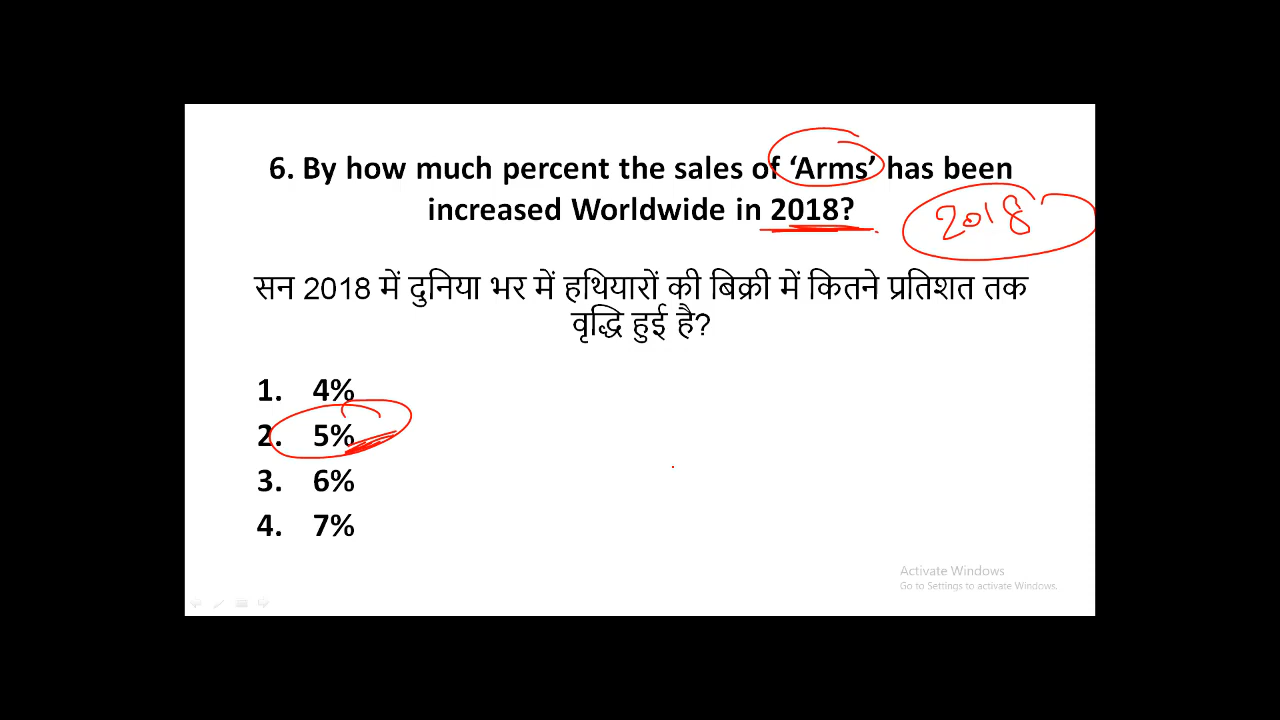 6. By how much percent the sales of ‘Arms’ has been
increased Worldwide in 2018?
2018
सन 2018 में दुनिया भर में हथियारों की बिक्री में कितने प्रतिशत तक
वृद्धि हुई है?
1. 4%
2. 5%
3. 6%
4. 7%
Activate Windows
Go to Settings to activate Windows.